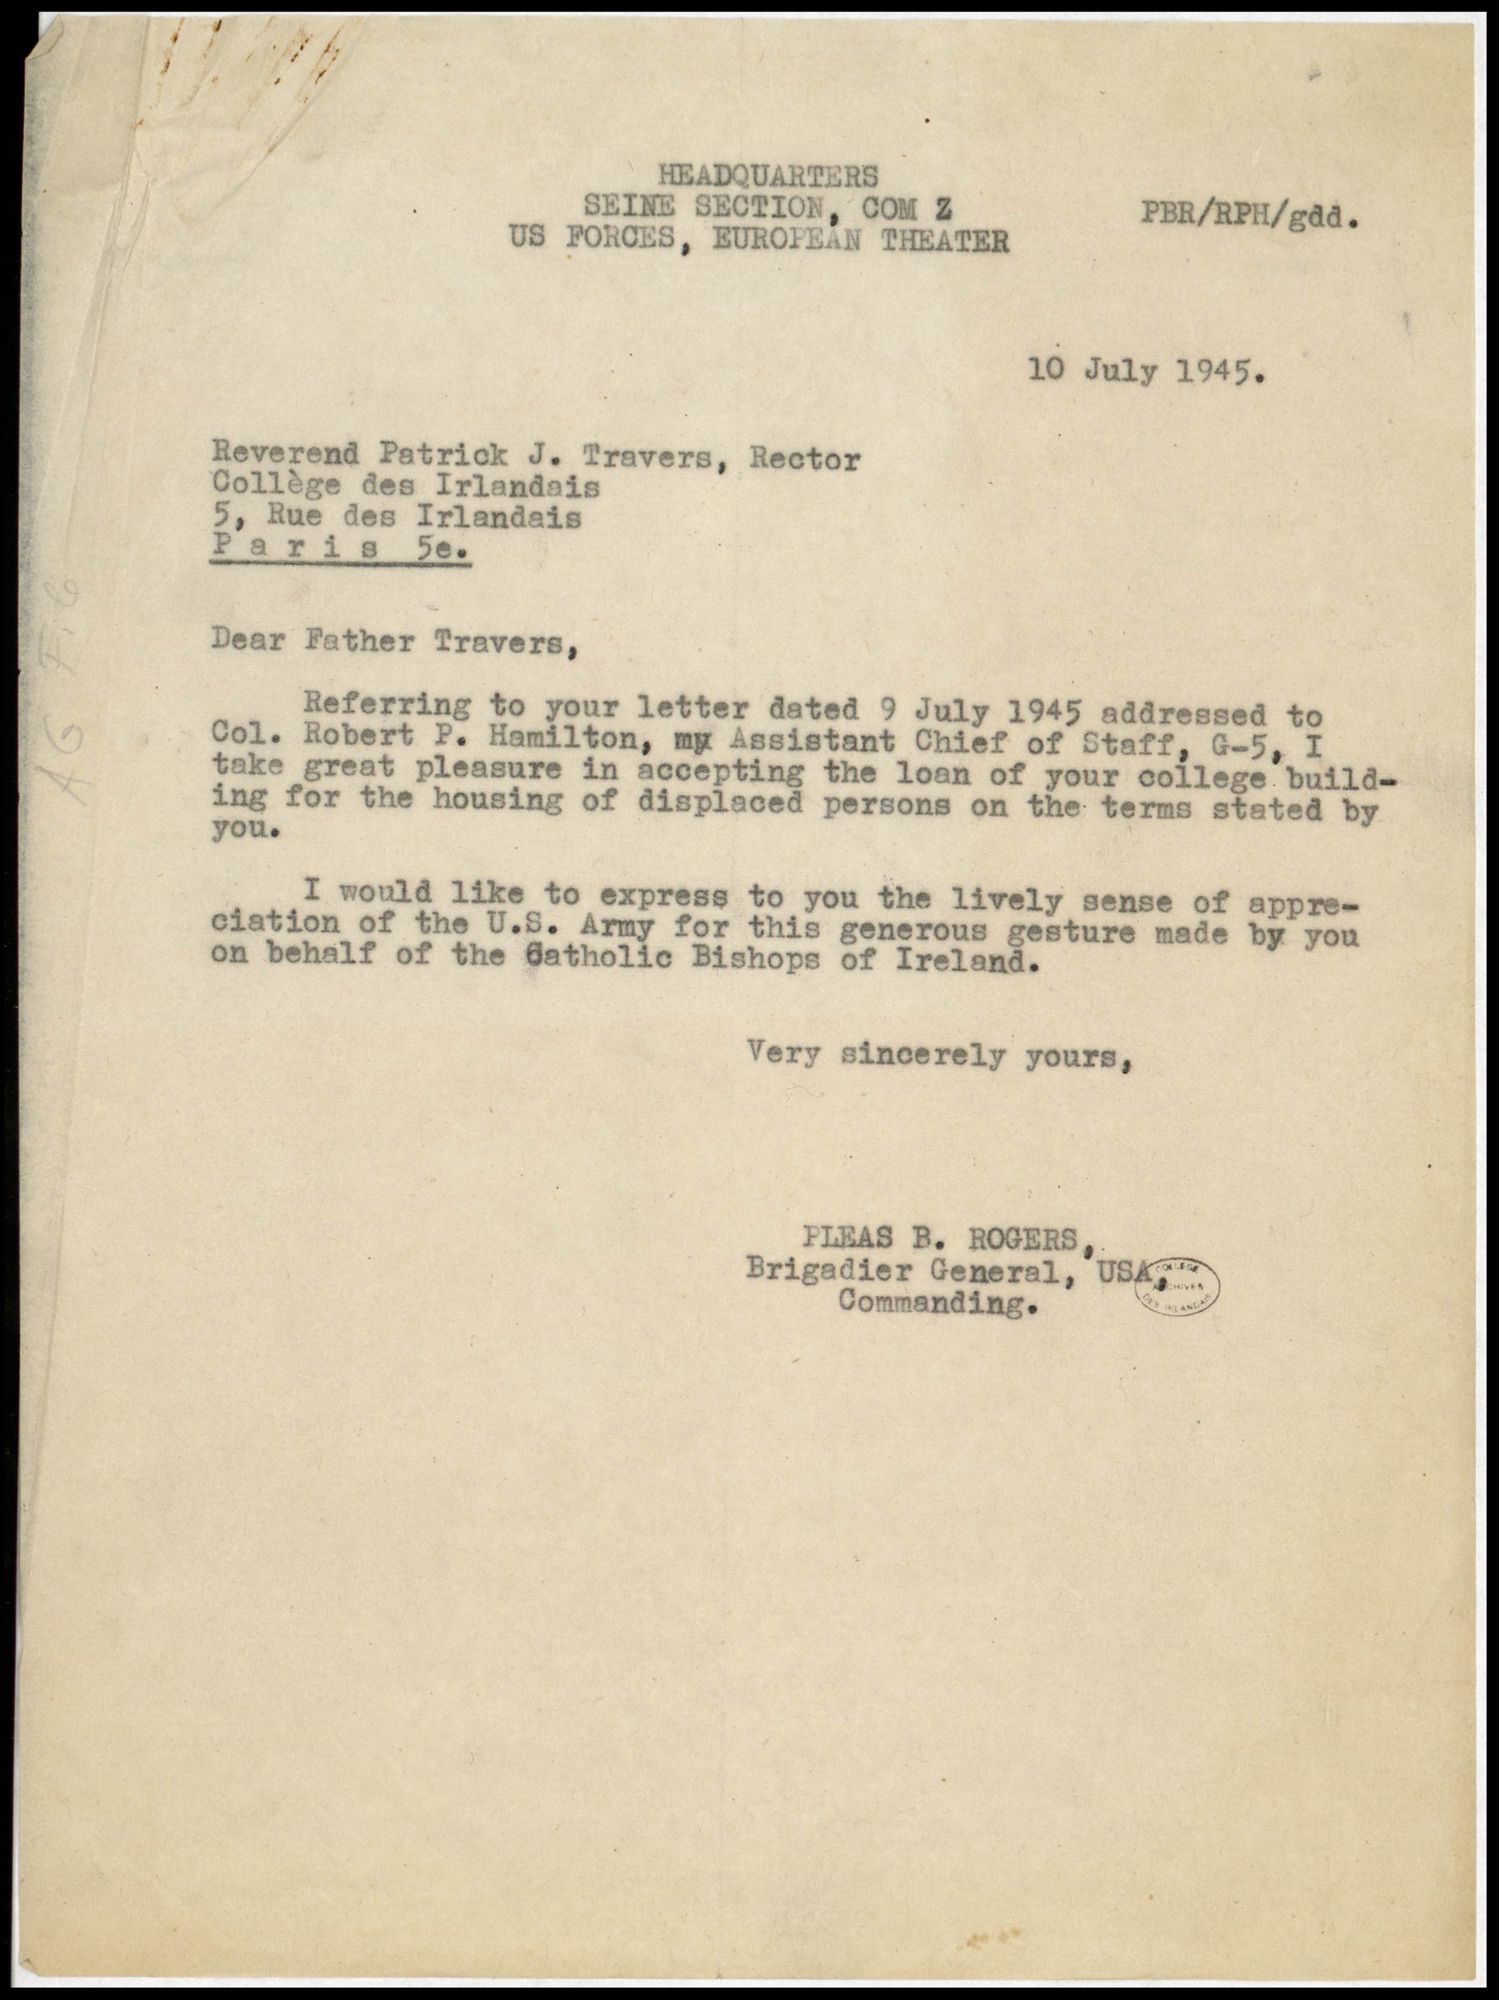 HEADQUARTERS
SEINE SECTION, COM Z
US FORCES, EUROPEAN THEATER
PBR/RPH/gdd.
10 July 1945.
Reverend Patrick J. Travers, Rector
Collège des Irlandais
5, Rue des Irlandais
P a r i s 5e.
Dear Father Travers,
Referring to your letter dated 9 July 1945 addressed to
Col. Robert P. Hamilton, my Assistant Chief of Staff, G-5, I
take great pleasure in accepting the loan of your college build-
ing for the housing of displaced persons on the terms stated by
you.
I would like to express to you the lively sense of appre-
ciation of the U.S. Army for this generous gesture made by you
on behalf of the Catholic Bishops of Ireland.
Very sincerely yours,
PLEAS B. ROGERS,
Brigadier General, USA,
Commanding.
COLLEGE
ARCHIVES
DES IRLANDAIS